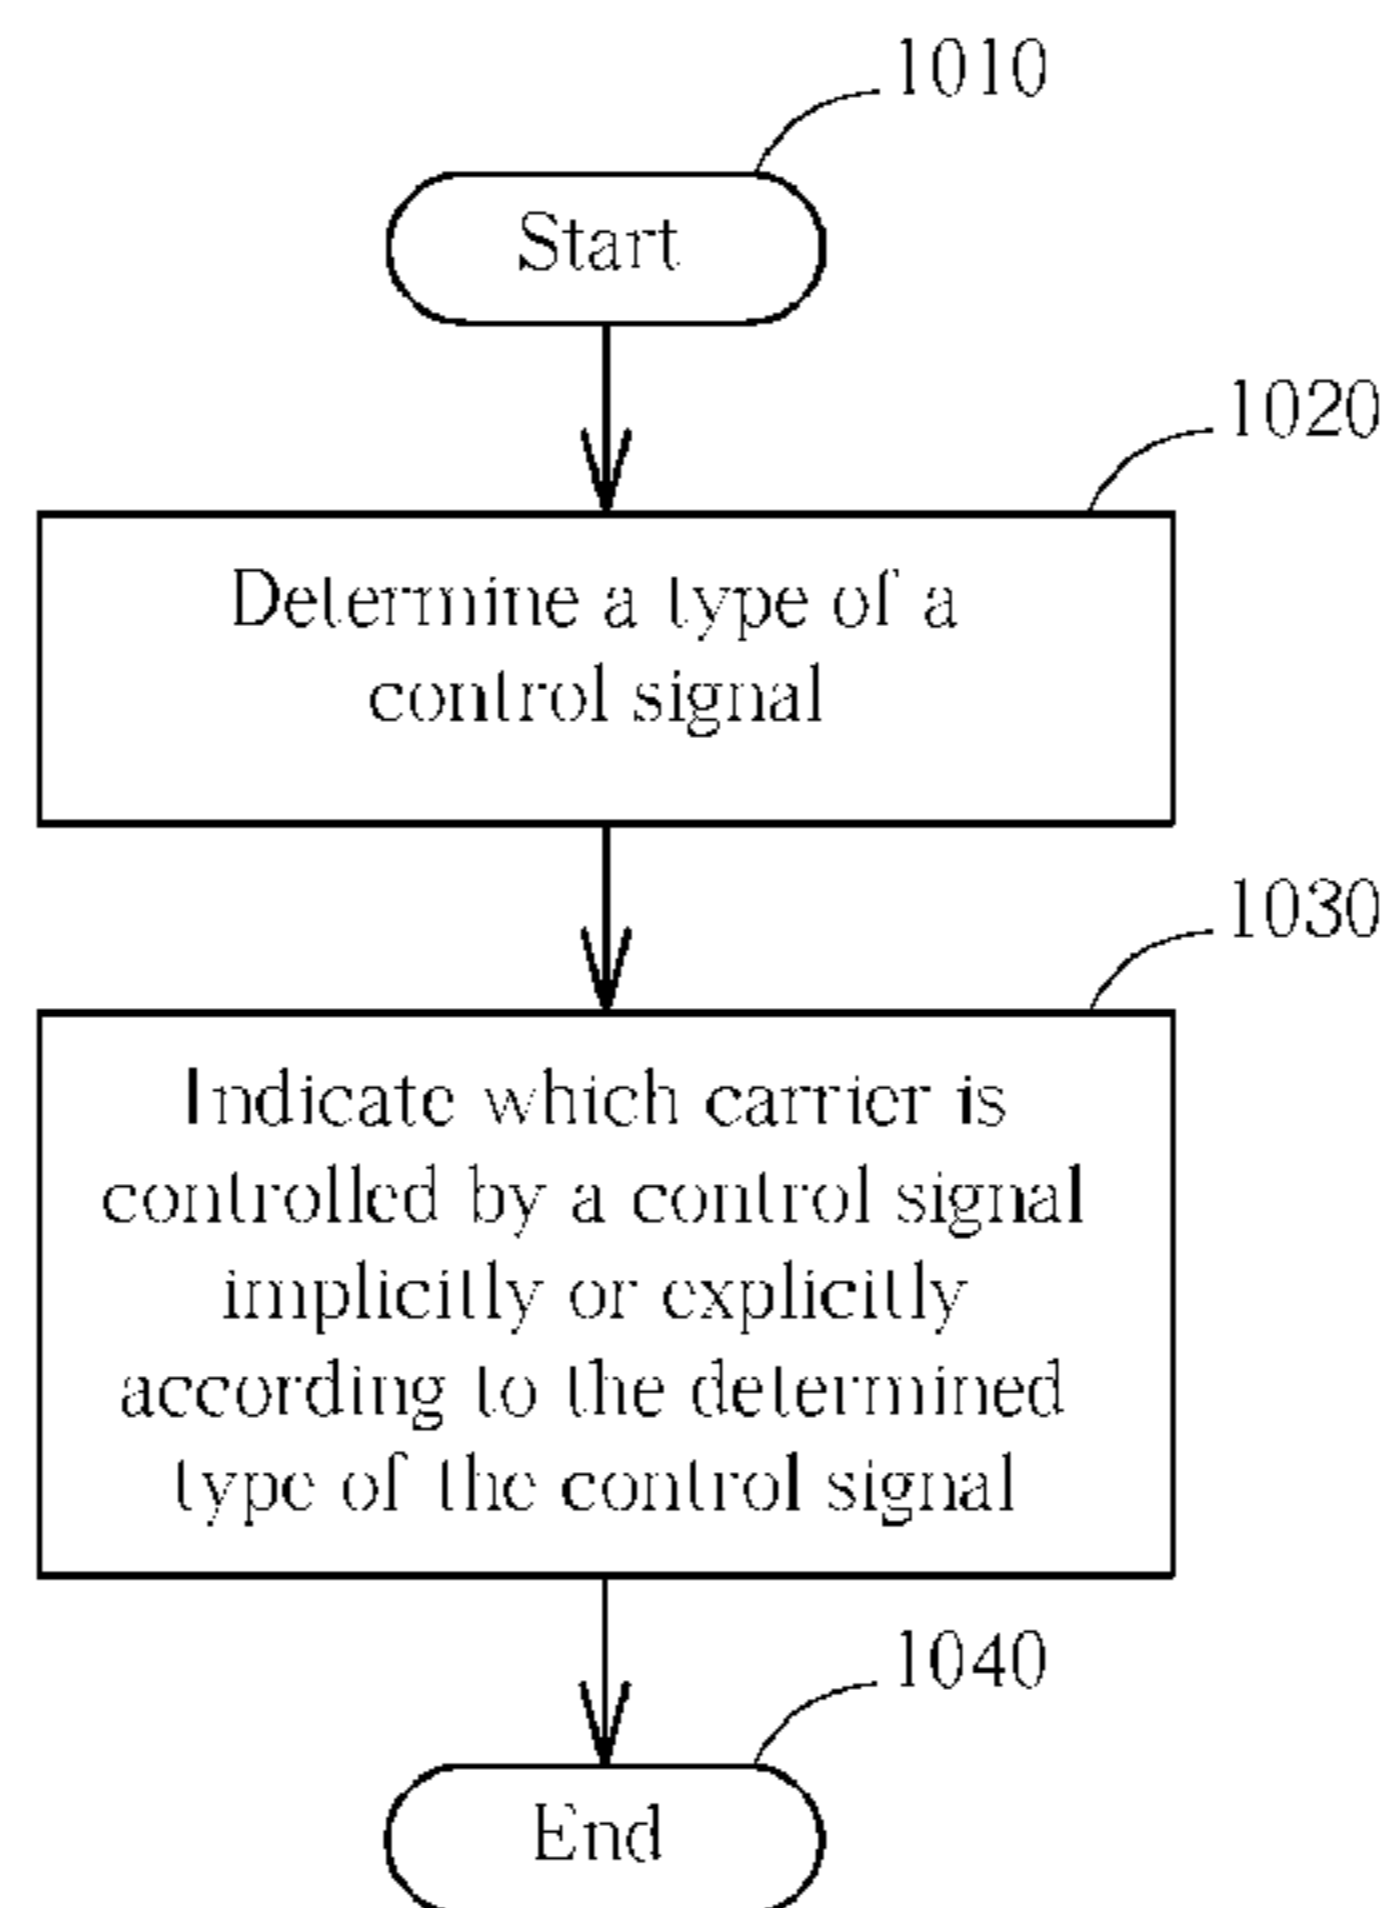 1010
Start
1020
Determine a type of a
control signal
1030
Indicate which carrier is
controlled by a control signal
implicitly or explicitly
according to the determined
type of the control signal
1040
End